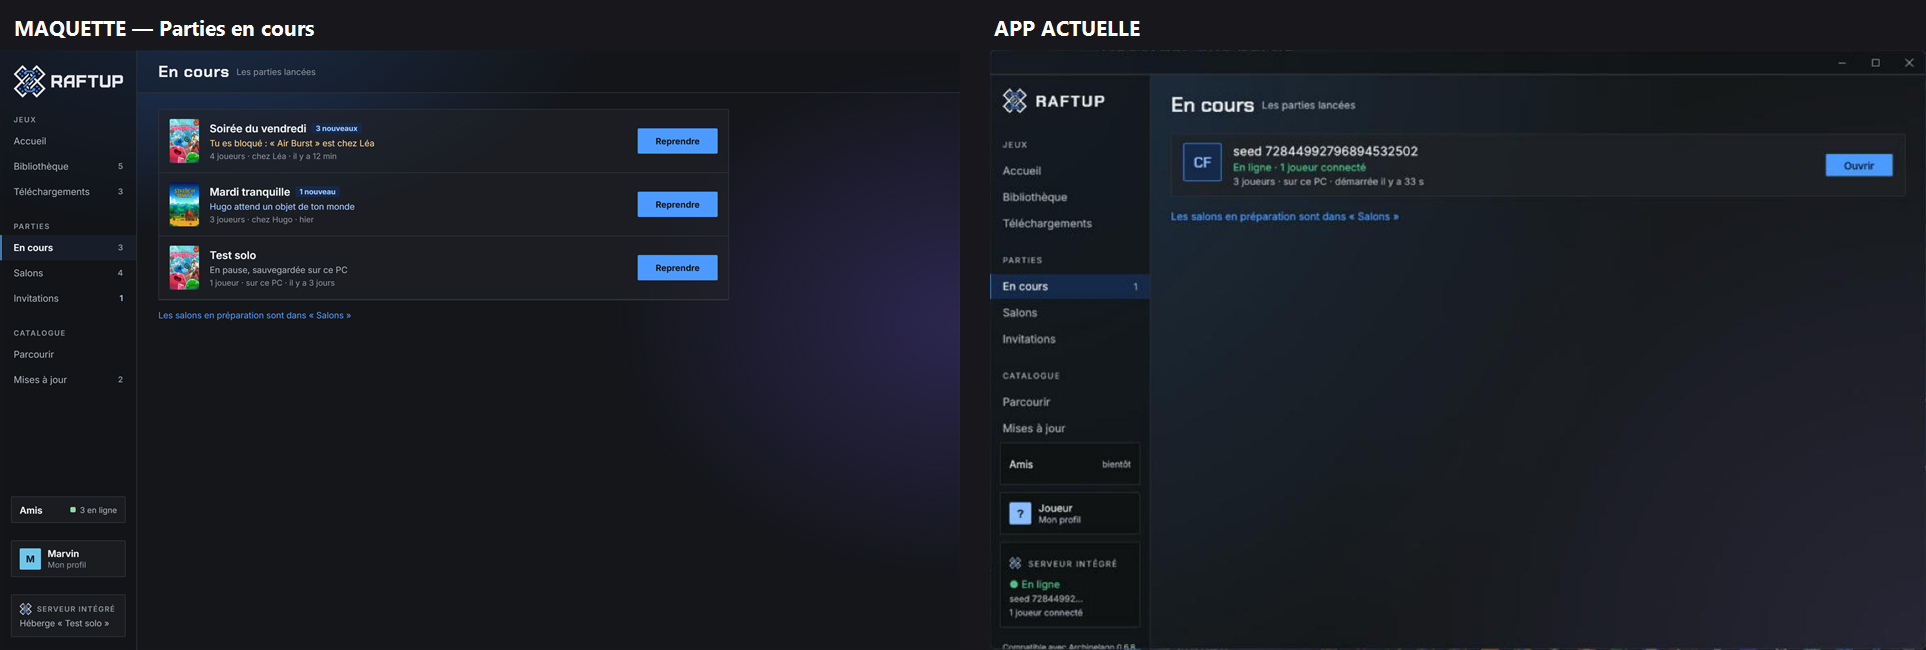 MAQUETTE — Parties en cours
RAFTUP
JEUX
Accueil
Bibliothèque 5
Téléchargements 3
PARTIES
En cours 3
Salons 4
Invitations 1
CATALOGUE
Parcourir
Mises à jour 2
Amis 3 en ligne
M Marvin
Mon profil
SERVEUR INTÉGRÉ
Héberge « Test solo »
En cours Les parties lancées
Soirée du vendredi 3 nouveaux
Tu es bloqué : « Air Burst » est chez Léa
4 joueurs · chez Léa · il y a 12 min
Reprendre
Mardi tranquille 1 nouveau
Hugo attend un objet de ton monde
3 joueurs · chez Hugo · hier
Reprendre
Test solo
En pause, sauvegardée sur ce PC
1 joueur · sur ce PC · il y a 3 jours
Reprendre
Les salons en préparation sont dans « Salons »
APP ACTUELLE
RAFTUP
JEUX
Accueil
Bibliothèque
Téléchargements
PARTIES
En cours 1
Salons
Invitations
CATALOGUE
Parcourir
Mises à jour
Amis bientôt
? Joueur
Mon profil
SERVEUR INTÉGRÉ
En ligne
seed 72844992...
1 joueur connecté
Compatible avec Archipelago 0.6.8...
En cours Les parties lancées
CF
seed 72844992796894532502
En ligne · 1 joueur connecté
3 joueurs · sur ce PC · démarrée il y a 33 s
Ouvrir
Les salons en préparation sont dans « Salons »